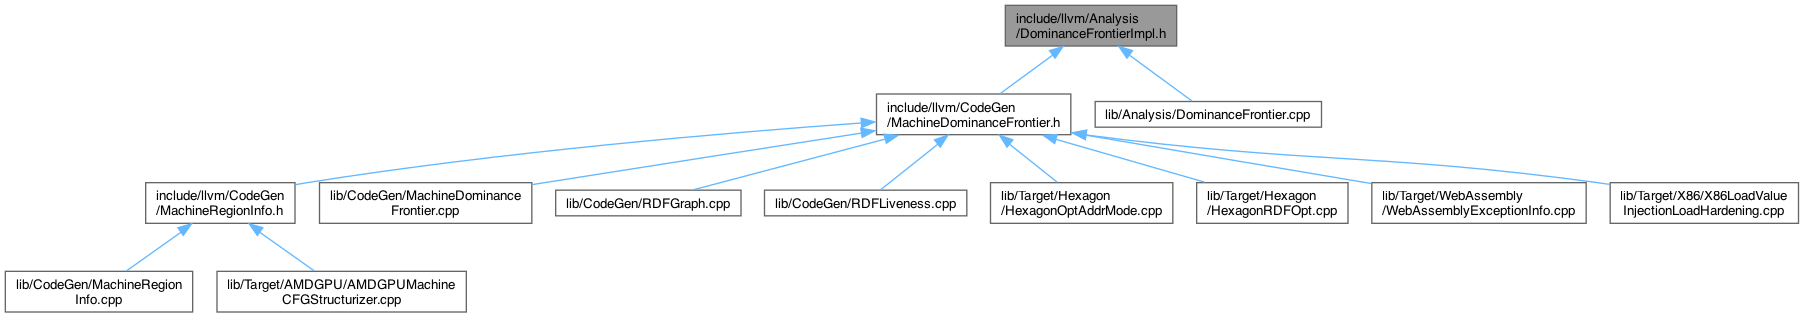 include/llvm/Analysis
/DominanceFrontierImpl.h
include/llvm/CodeGen
/MachineDominanceFrontier.h
lib/Analysis/DominanceFrontier.cpp
include/llvm/CodeGen
/MachineRegionInfo.h
lib/CodeGen/MachineDominance
Frontier.cpp
lib/CodeGen/RDFGraph.cpp
lib/CodeGen/RDFLiveness.cpp
lib/Target/Hexagon
/HexagonOptAddrMode.cpp
lib/Target/Hexagon
/HexagonRDFOpt.cpp
lib/Target/WebAssembly
/WebAssemblyExceptionInfo.cpp
lib/Target/X86/X86LoadValue
InjectionLoadHardening.cpp
lib/CodeGen/MachineRegion
Info.cpp
lib/Target/AMDGPU/AMDGPUMachine
CFGStructurizer.cpp